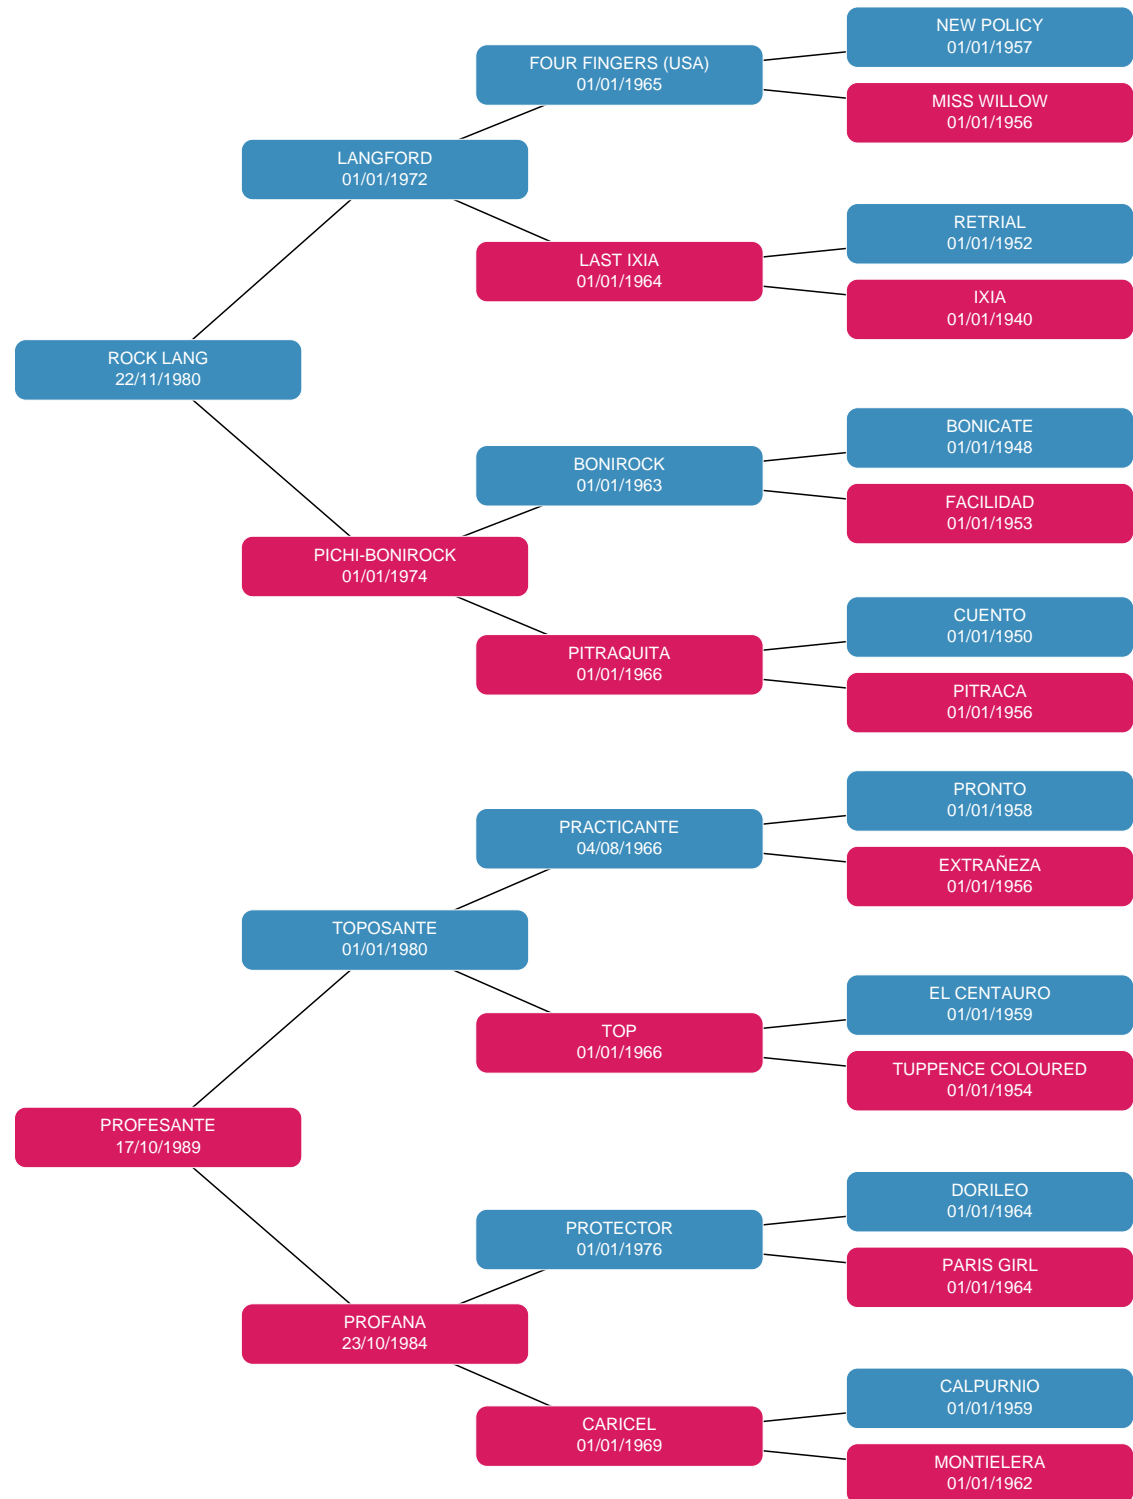 NEW POLICY
01/01/1957
FOUR FINGERS (USA)
01/01/1965
MISS WILLOW
01/01/1956
LANGFORD
01/01/1972
RETRIAL
01/01/1952
LAST IXIA
01/01/1964
IXIA
01/01/1940
ROCK LANG
22/11/1980
BONICATE
01/01/1948
BONIROCK
01/01/1963
FACILIDAD
01/01/1953
PICHI-BONIROCK
01/01/1974
CUENTO
01/01/1950
PITRAQUITA
01/01/1966
PITRACA
01/01/1956
PRONTO
01/01/1958
PRACTICANTE
04/08/1966
EXTRAÑEZA
01/01/1956
TOPOSANTE
01/01/1980
EL CENTAURO
01/01/1959
TOP
01/01/1966
TUPPENCE COLOURED
01/01/1954
PROFESANTE
17/10/1989
DORILEO
01/01/1964
PROTECTOR
01/01/1976
PARIS GIRL
01/01/1964
PROFANA
23/10/1984
CALPURNIO
01/01/1959
CARICEL
01/01/1969
MONTIELERA
01/01/1962